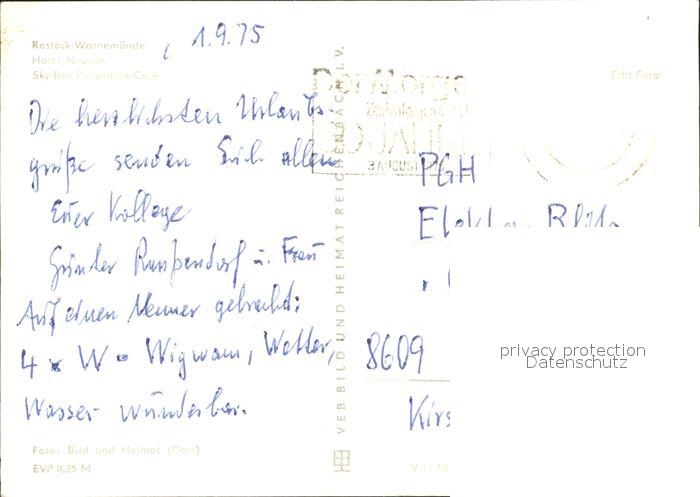 Rostock-Warnemünde
Hotel Neptun
Sky-Bar Panorama-Café
1.9.75
Echt Foto
Die herzlichsten Urlaubs-
grüße senden Euch allen
Euer Kollege
Günter u. Frau
Auf einen Nenner gebracht:
4 x W = Wigwam, Wetter,
Wasser wunderbar.
Foto: Bild und Heimat (Dorl)
EVP 0,25 M
VEB BILD UND HEIMAT REICHENBACH i. V.
PGH
8609
Kirs
privacy protection
Datenschutz